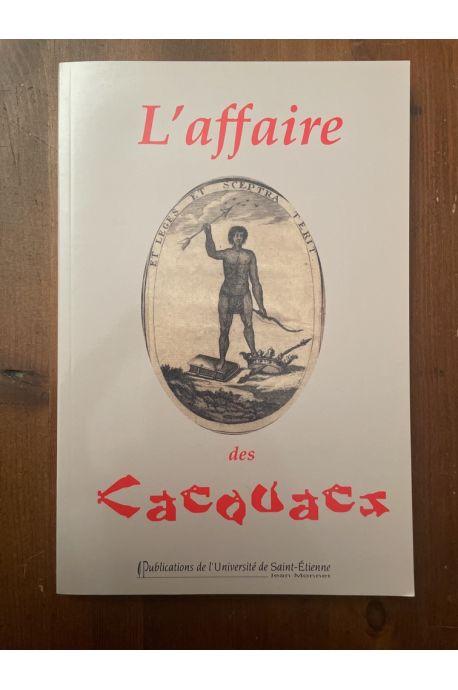 L'affaire
ET LEGES ET SCEPTRA TERIT
des
Cacouacs
Publications de l'Université de Saint-Étienne
Jean Monnet